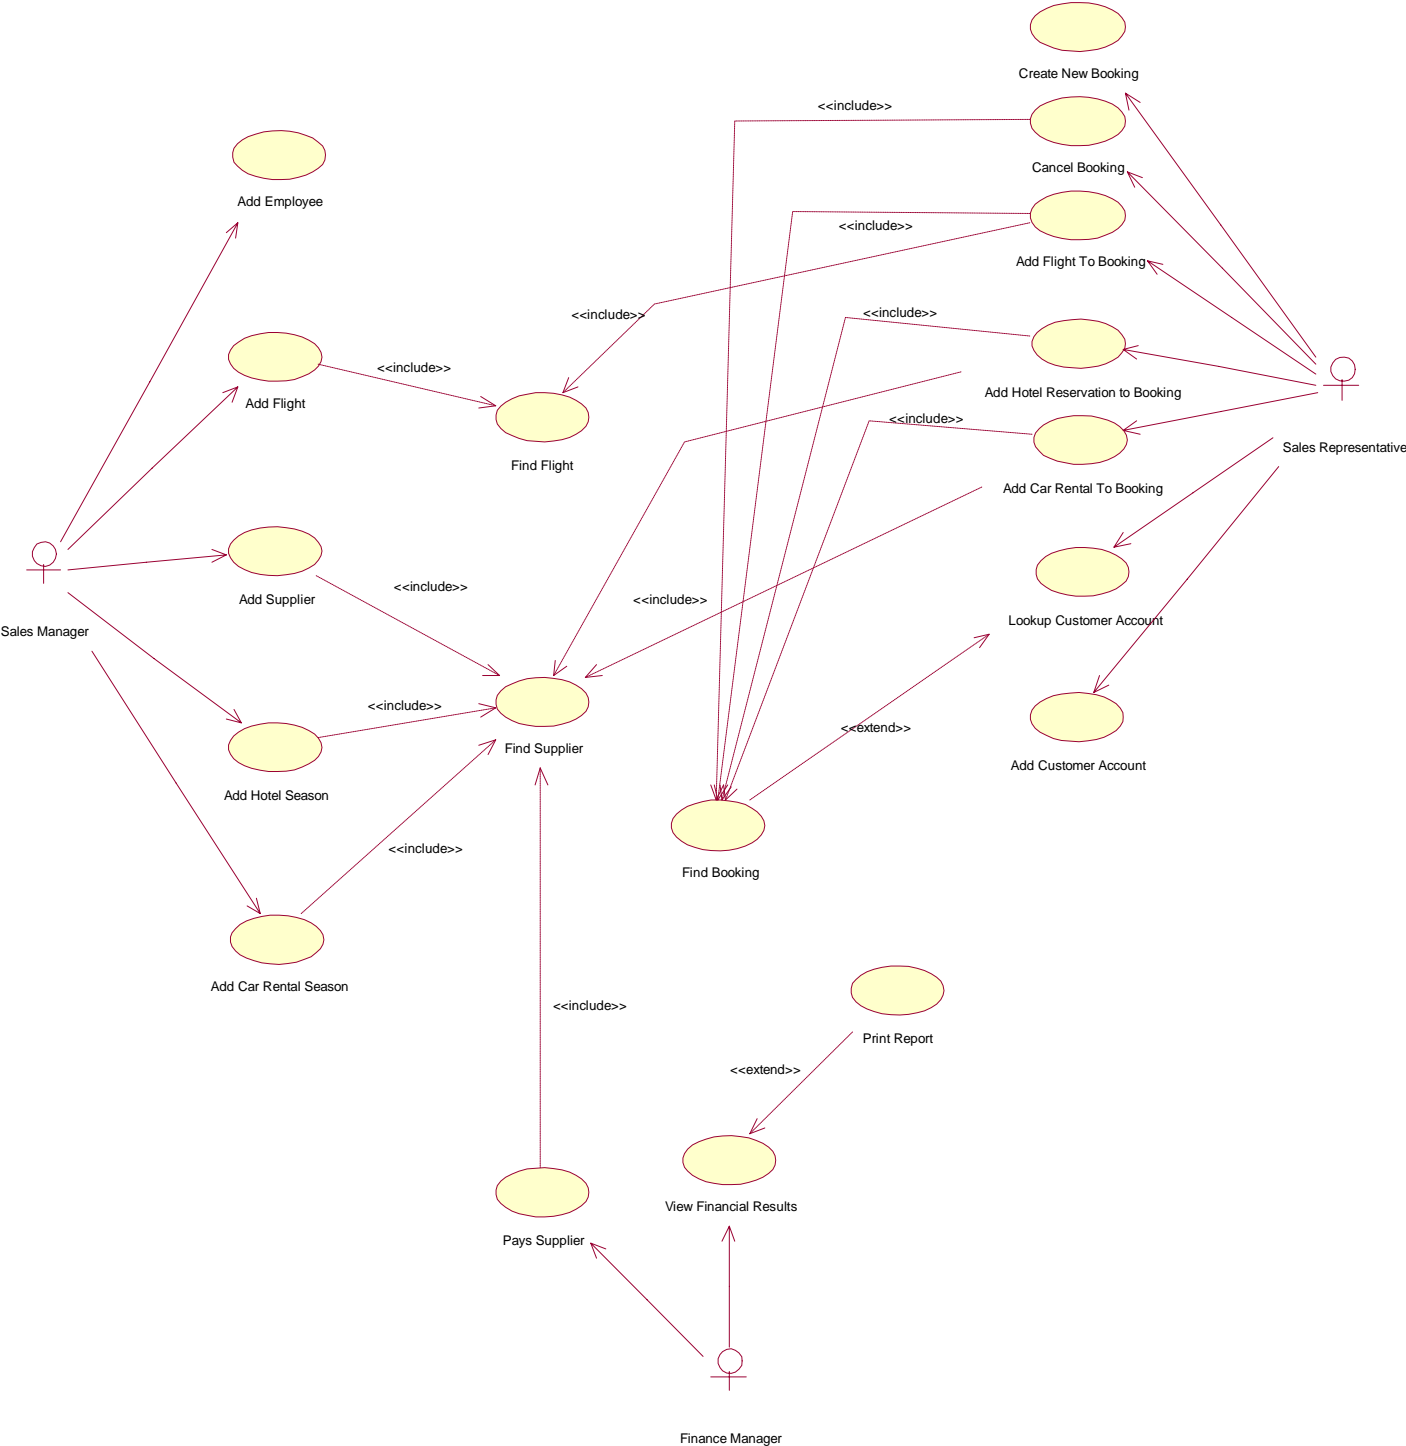 Create New Booking
<<include>>
Cancel Booking
Add Employee
<<include>>
Add Flight To Booking
<<include>>
<<include>>
<<include>>
Add Flight
Add Hotel Reservation to Booking
<<include>>
Sales Representative
Find Flight
Add Car Rental To Booking
<<include>>
Add Supplier
<<include>>
Lookup Customer Account
Sales Manager
<<include>>
<<extend>>
Find Supplier
Add Customer Account
Add Hotel Season
<<include>>
Find Booking
Add Car Rental Season
<<include>>
Print Report
<<extend>>
View Financial Results
Pays Supplier
Finance Manager